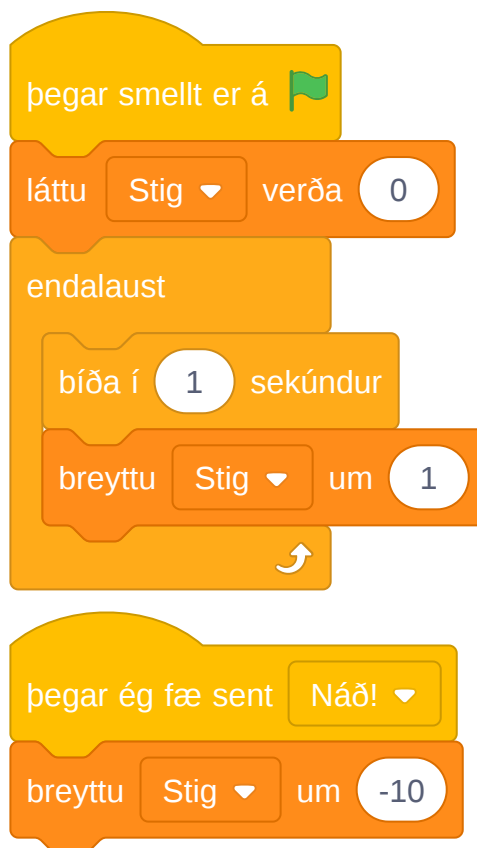 þegar smellt er á
láttu Stig verða 0
endalaust
bíða í 1 sekúndur
breyttu Stig um 1
þegar ég fæ sent Náð!
breyttu Stig um -10